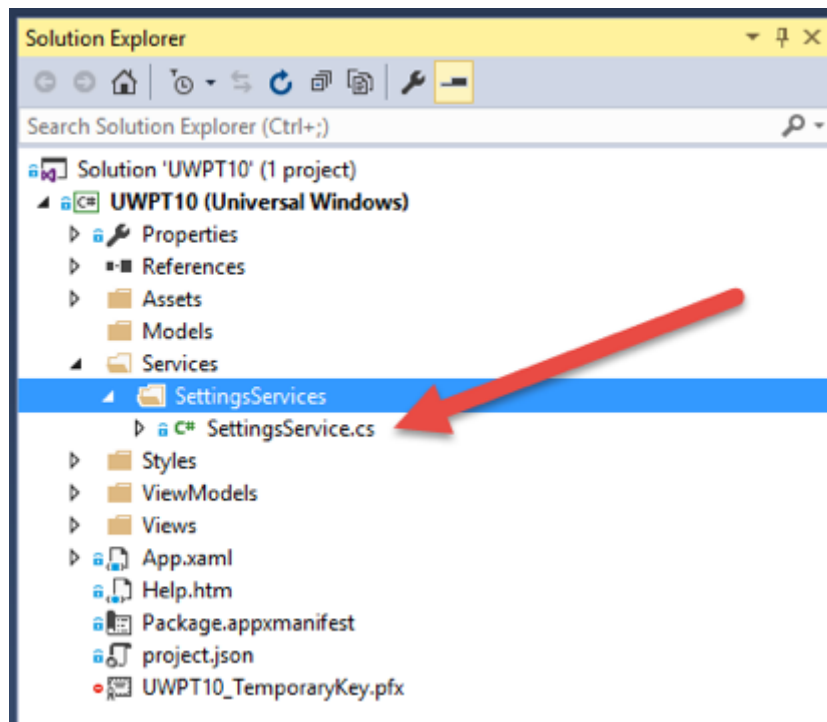 Solution Explorer
Search Solution Explorer (Ctrl+;)
Solution 'UWPT10' (1 project)
C# UWPT10 (Universal Windows)
Properties
References
Assets
Models
Services
SettingsServices
C# SettingsService.cs
Styles
ViewModels
Views
App.xaml
Help.htm
Package.appxmanifest
project.json
UWPT10_TemporaryKey.pfx